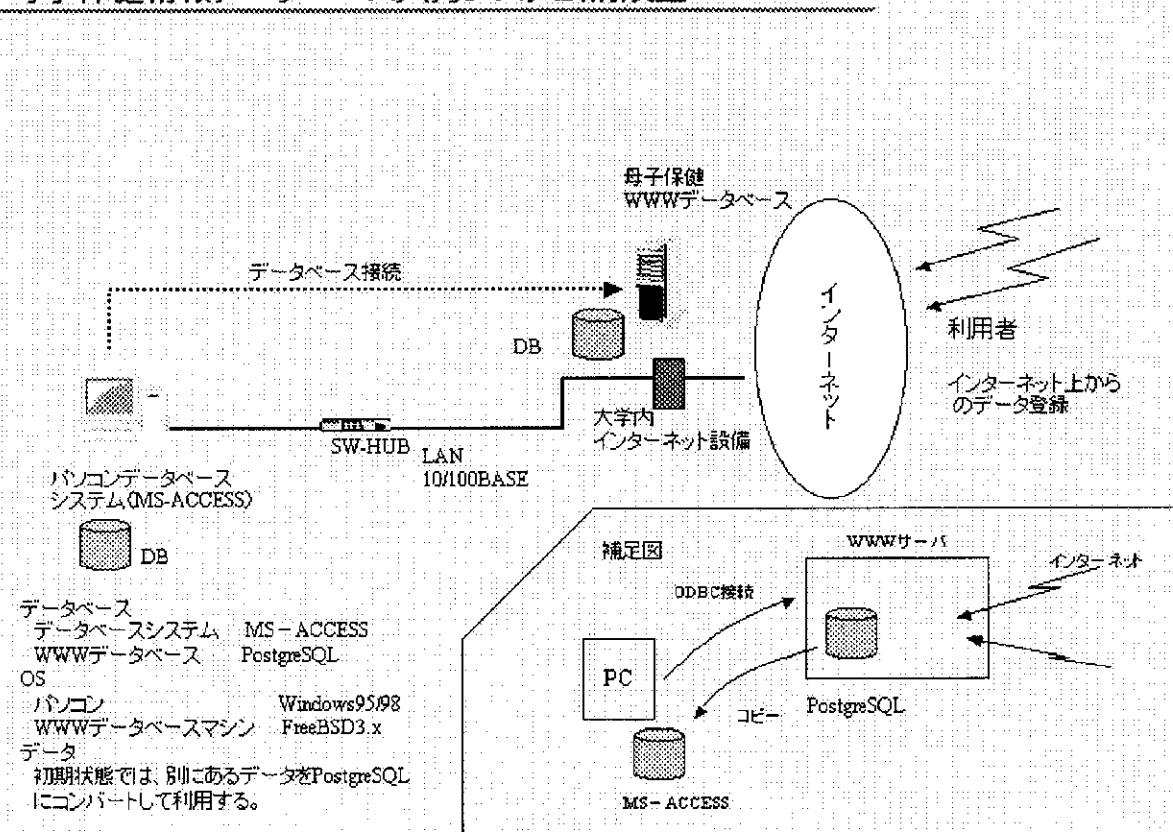 母子保健
WWWデータベース
データベース接続
インターネット
DB
利用者
インターネット上から
のデータ登録
大学内
インターネット設備
SW-HUB
LAN
10/100BASE
パソコンデータベース
システム(MS-ACCESS)
DB
データベース
データベースシステム MS-ACCESS
WWWデータベース PostgreSQL
OS
パソコン Windows95/98
WWWデータベースマシン FreeBSD3.x
データ
初期状態では、別にあるデータをPostgreSQL
にコンバートして利用する。
補足図
WWWサーバ
インターネット
ODBC接続
PC
コピー
PostgreSQL
MS-ACCESS